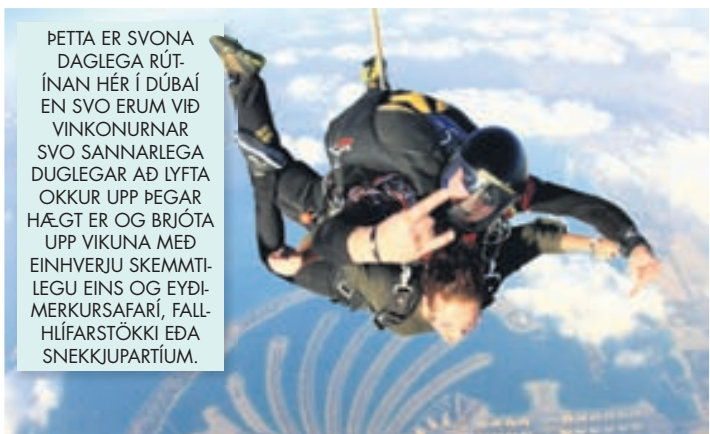 ÞETTA ER SVONA
DAGLEGA RÚT-
ÍNAN HÉR Í DÚBAÍ
EN SVO ERUM VIÐ
VINKONURNAR
SVO SANNARLEGA
DUGLEGAR AÐ LYFTA
OKKUR UPP ÞEGAR
HÆGT ER OG BRJÓTA
UPP VIKUNA MEÐ
EINHVERJU SKEMMTI-
LEGU EINS OG EYÐI-
MERKURSAFARÍ, FALL-
HLÍFARSTÖKKI EÐA
SNEKKJUPARTÍUM.